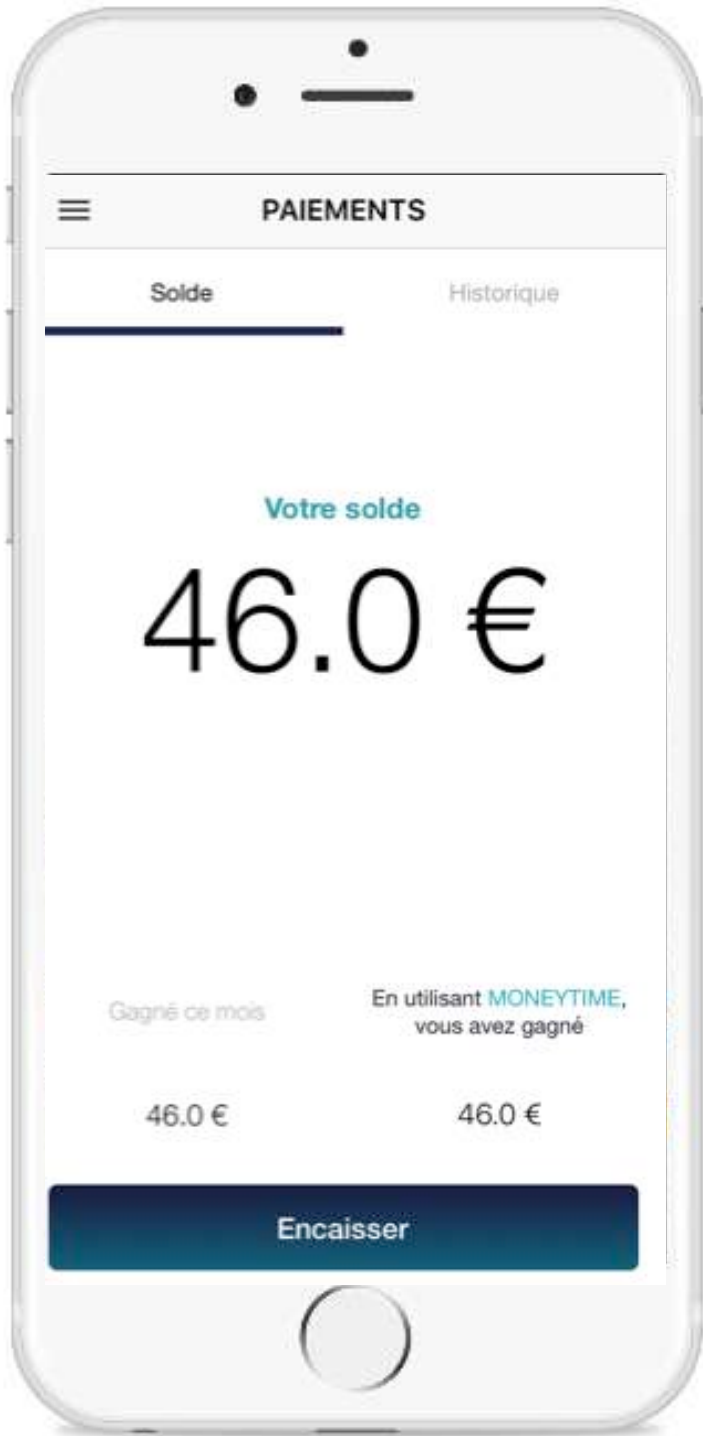 PAIEMENTS
Solde
Historique
Votre solde
46.0 €
Gagné ce mois
En utilisant MONEYTIME,
vous avez gagné
46.0 €
46.0 €
Encaisser